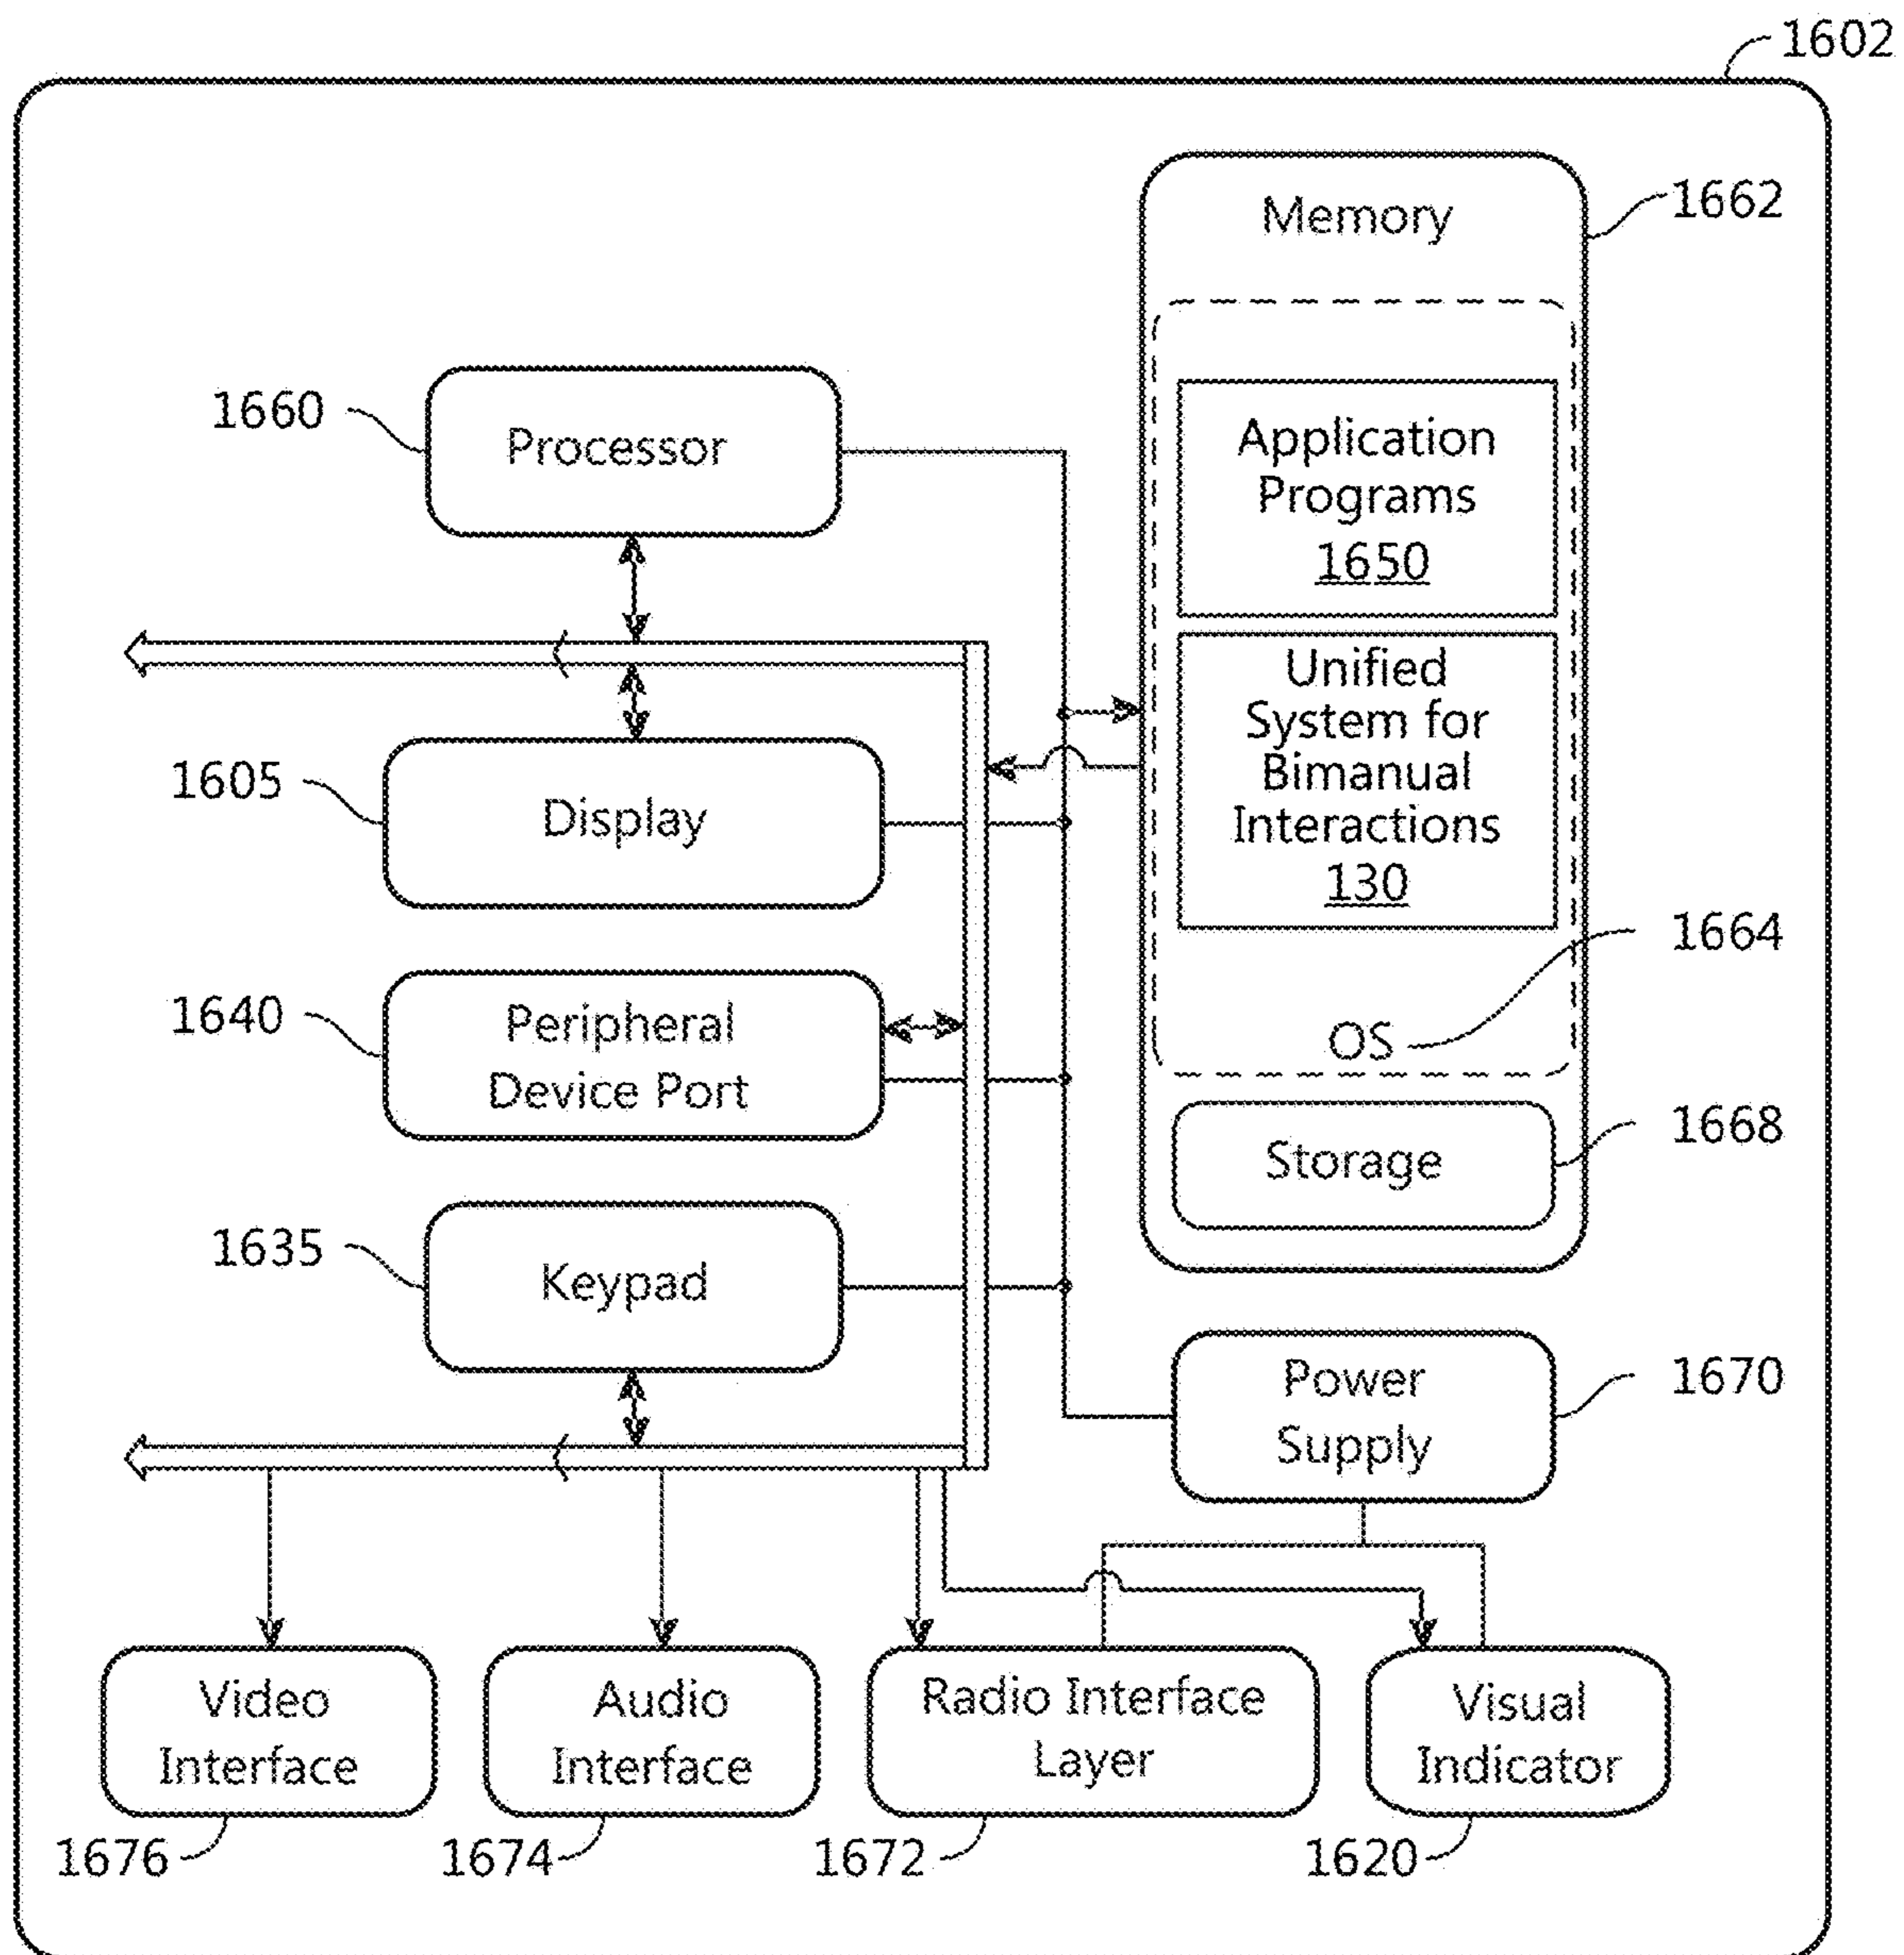 1602
Memory
1662
Application
Programs
1650
1660
Processor
Unified
System for
Bimanual
Interactions
130
1605
Display
1664
1640
Peripheral
Device Port
OS
1668
Storage
1635
Keypad
Power
Supply
1670
Video
Interface
Audio
Interface
Radio Interface
Layer
Visual
Indicator
1676
1674
1672
1620